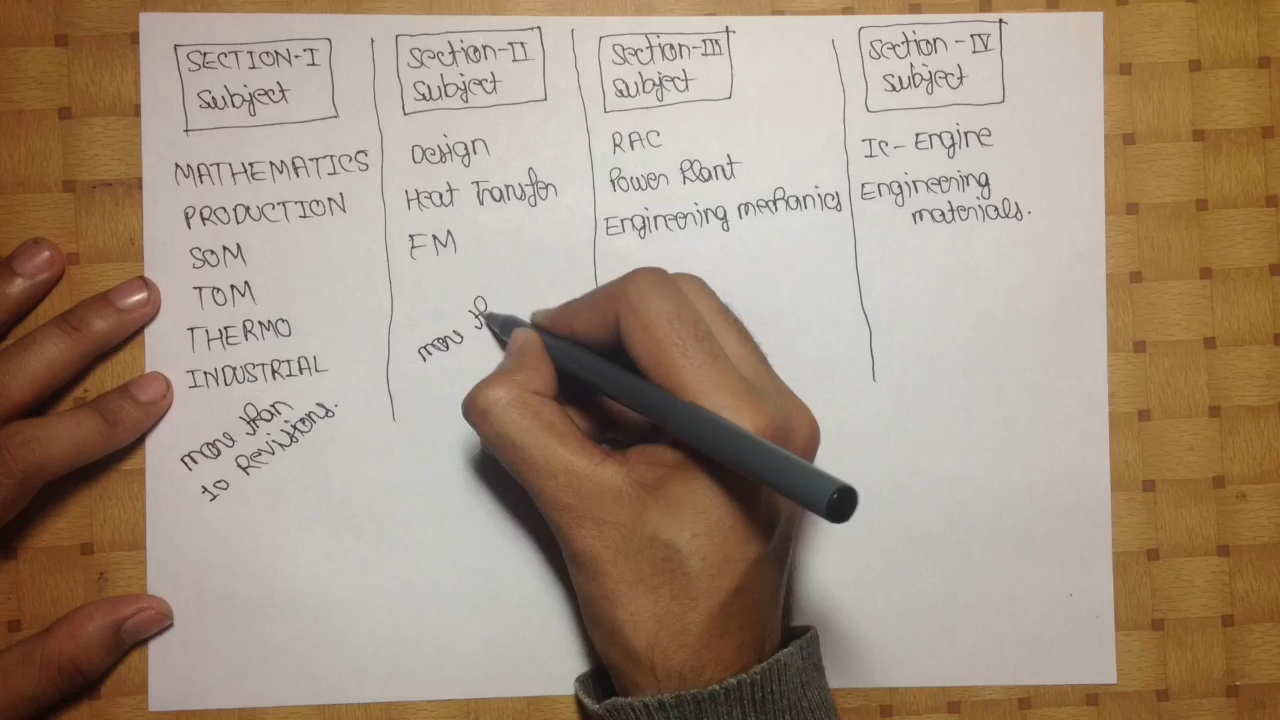 SECTION-I
Subject
MATHEMATICS
PRODUCTION
SOM
TOM
THERMO
INDUSTRIAL
more than
10 Revisions.
Section-II
Subject
Design
Heat Transfer
FM
more
Section-III
Subject
RAC
Power Plant
Engineering mechanics
Section-IV
Subject
IC-Engine
Engineering
materials.